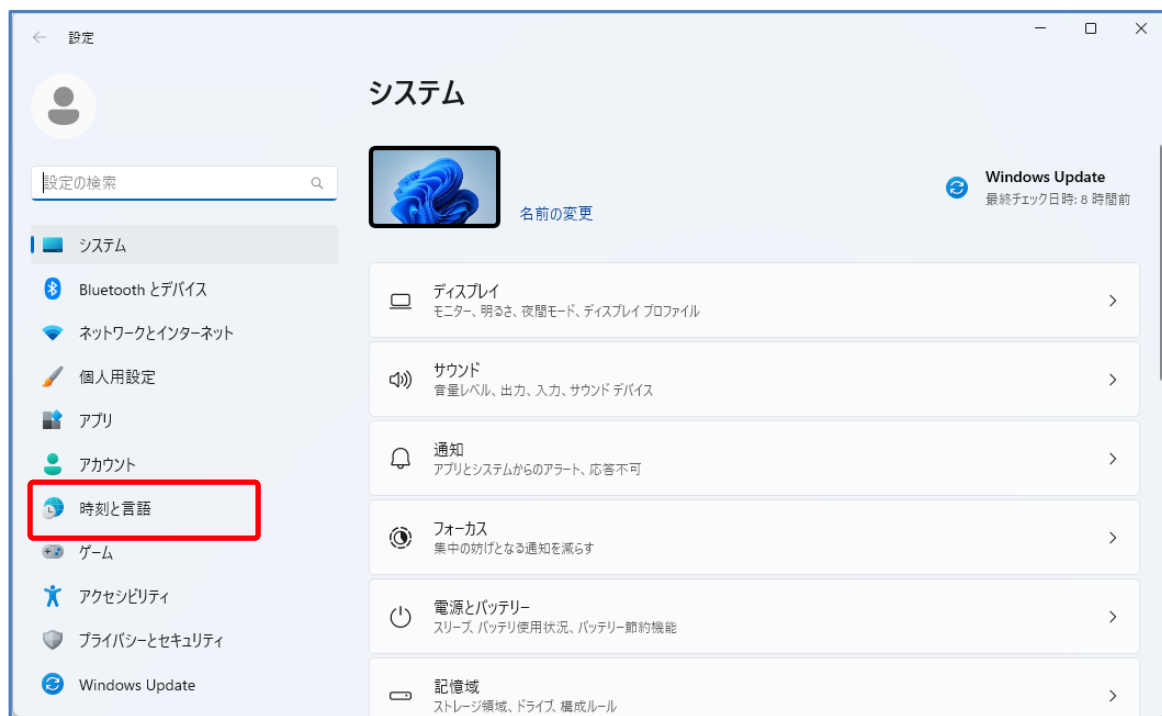 設定
システム
設定の検索
名前の変更
Windows Update
最終チェック日時: 8 時間前
システム
Bluetooth とデバイス
ネットワークとインターネット
個人用設定
アプリ
アカウント
時刻と言語
ゲーム
アクセシビリティ
プライバシーとセキュリティ
Windows Update
ディスプレイ
モニター、明るさ、夜間モード、ディスプレイ プロファイル
サウンド
音量レベル、出力、入力、サウンド デバイス
通知
アプリとシステムからのアラート、応答不可
フォーカス
集中の妨げとなる通知を減らす
電源とバッテリー
スリープ、バッテリ使用状況、バッテリー節約機能
記憶域
ストレージ領域、ドライブ、構成ルール